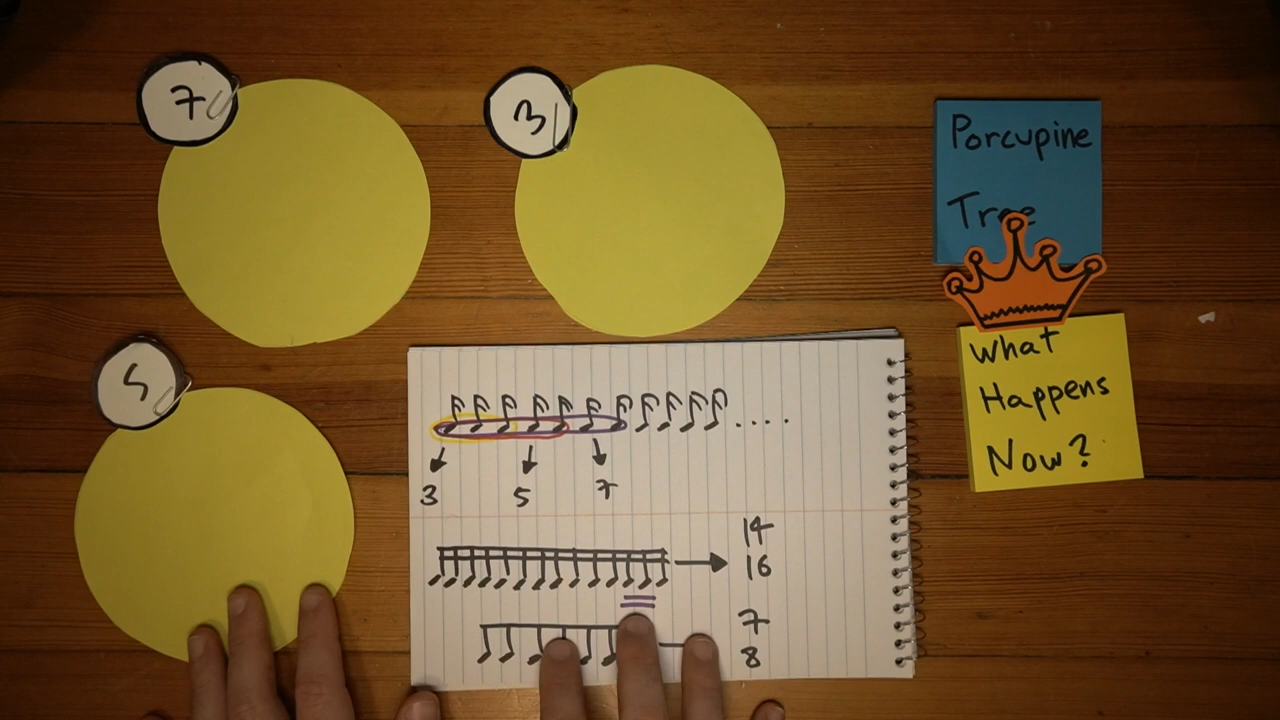 7
3
Porcupine
Tree
What
Happens
Now?
5
....
3 5 7
14
16
7
8